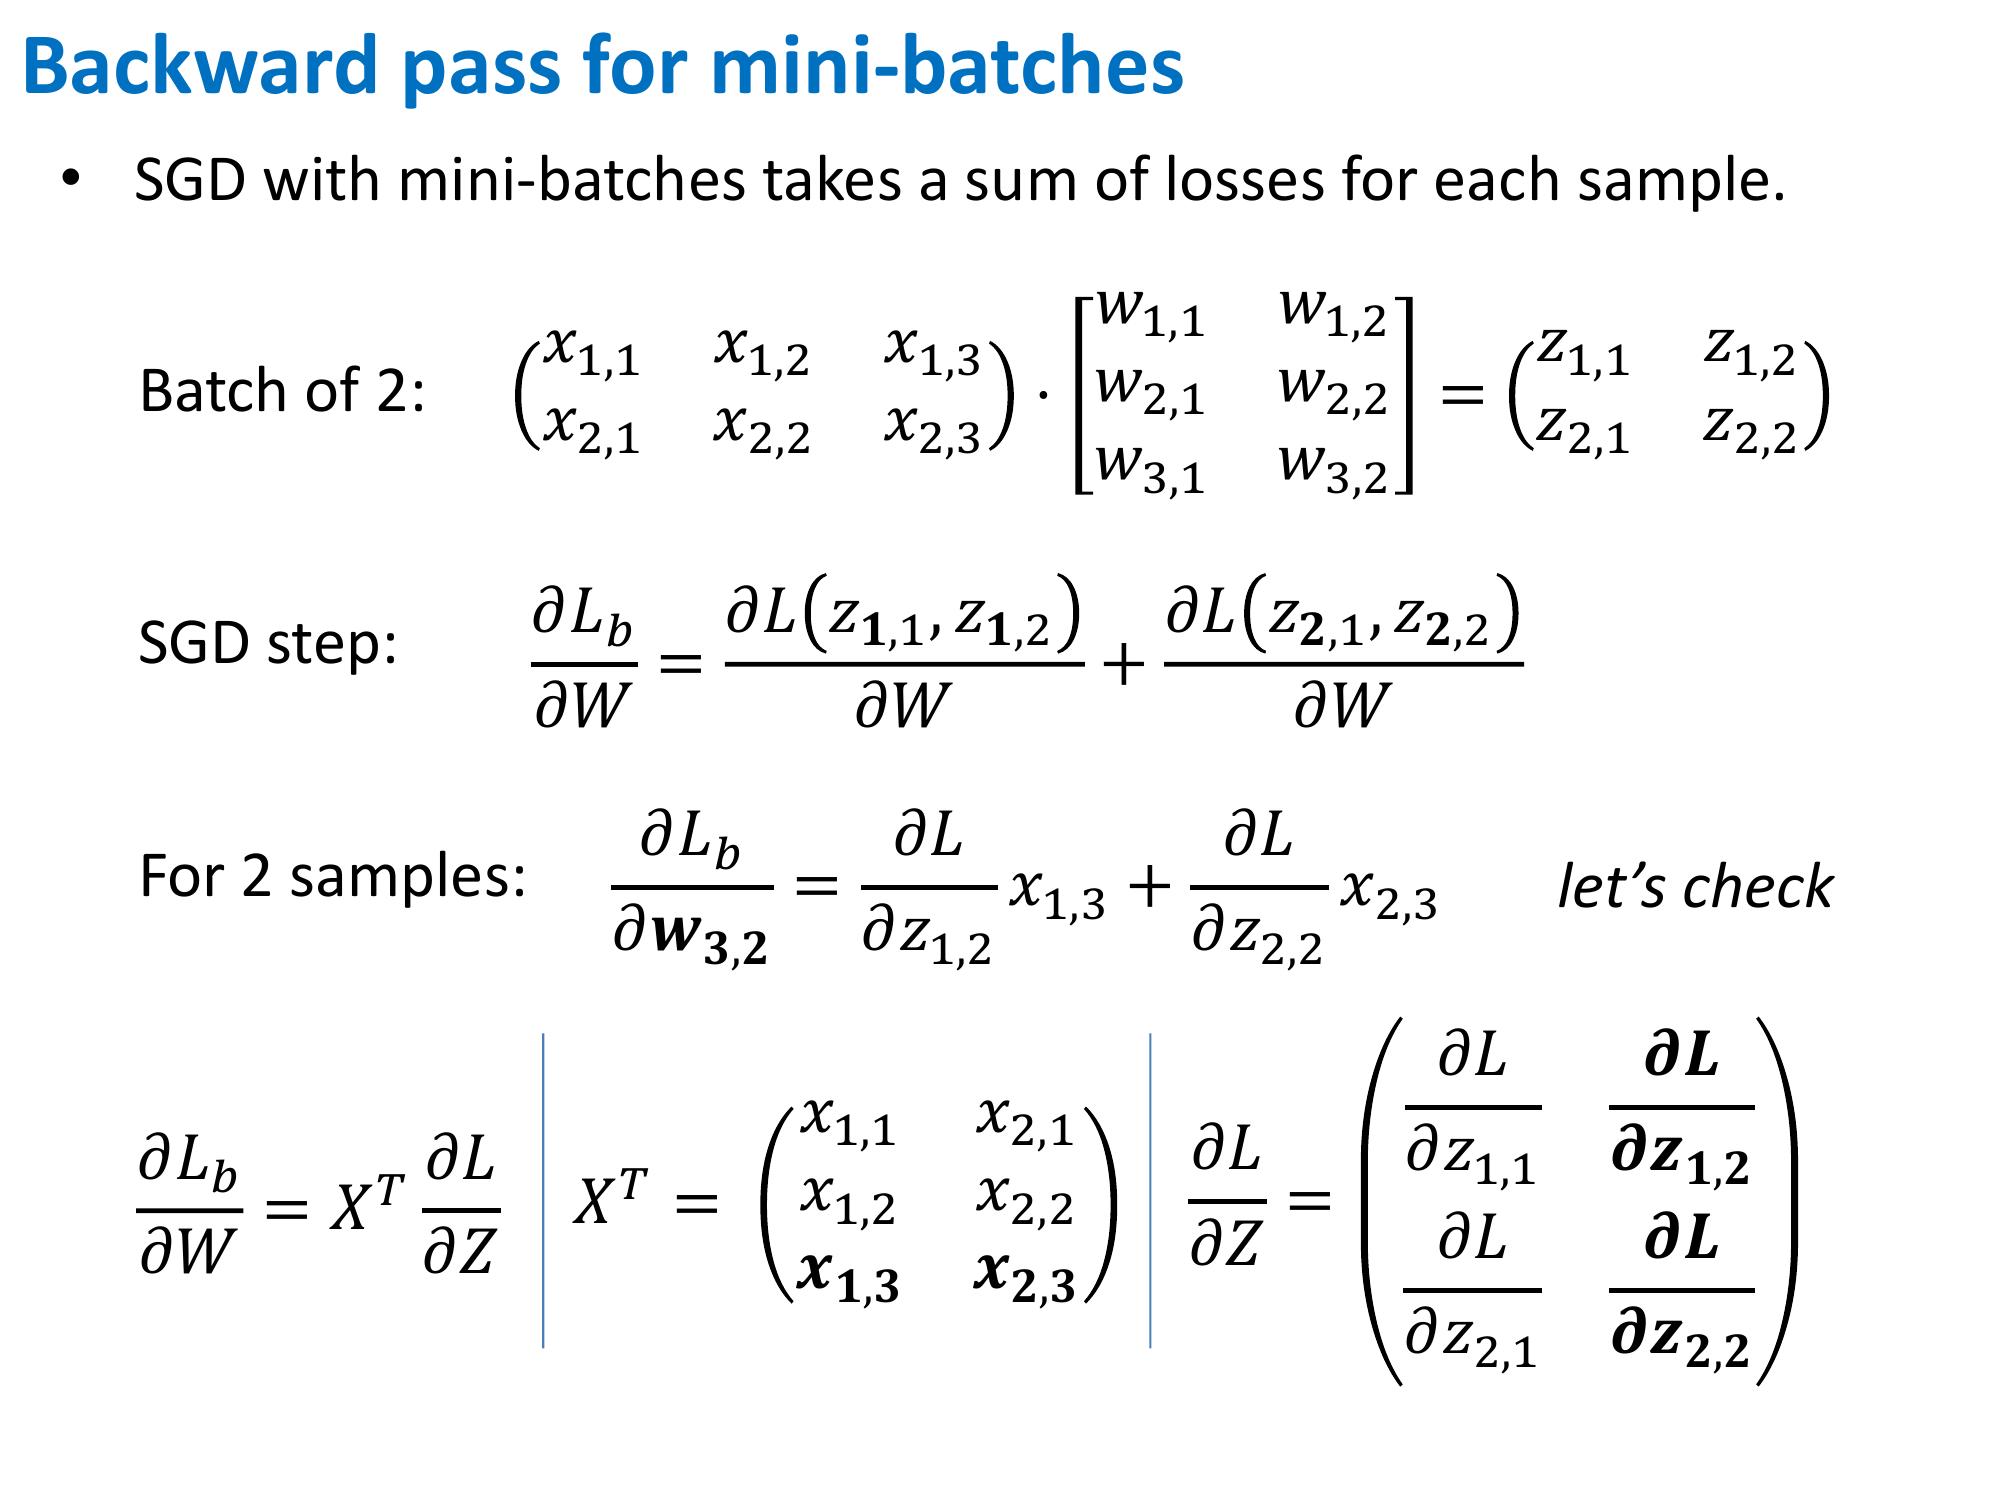 Backward pass for mini-batches
• SGD with mini-batches takes a sum of losses for each sample.
Batch of 2: $\begin{pmatrix} x_{1,1} & x_{1,2} & x_{1,3} \\ x_{2,1} & x_{2,2} & x_{2,3} \end{pmatrix} \cdot \begin{bmatrix} w_{1,1} & w_{1,2} \\ w_{2,1} & w_{2,2} \\ w_{3,1} & w_{3,2} \end{bmatrix} = \begin{pmatrix} z_{1,1} & z_{1,2} \\ z_{2,1} & z_{2,2} \end{pmatrix}$
SGD step: $\frac{\partial L_b}{\partial W} = \frac{\partial L(z_{\mathbf{1},1}, z_{\mathbf{1},2})}{\partial W} + \frac{\partial L(z_{\mathbf{2},1}, z_{\mathbf{2},2})}{\partial W}$
For 2 samples: $\frac{\partial L_b}{\partial \boldsymbol{w_{3,2}}} = \frac{\partial L}{\partial z_{1,2}} x_{1,3} + \frac{\partial L}{\partial z_{2,2}} x_{2,3}$ let’s check
$\frac{\partial L_b}{\partial W} = X^T \frac{\partial L}{\partial Z}$ | $X^T = \begin{pmatrix} x_{1,1} & x_{2,1} \\ x_{1,2} & x_{2,2} \\ \boldsymbol{x_{1,3}} & \boldsymbol{x_{2,3}} \end{pmatrix}$ | $\frac{\partial L}{\partial Z} = \begin{pmatrix} \frac{\partial L}{\partial z_{1,1}} & \boldsymbol{\frac{\partial L}{\partial z_{1,2}}} \\ \frac{\partial L}{\partial z_{2,1}} & \boldsymbol{\frac{\partial L}{\partial z_{2,2}}} \end{pmatrix}$